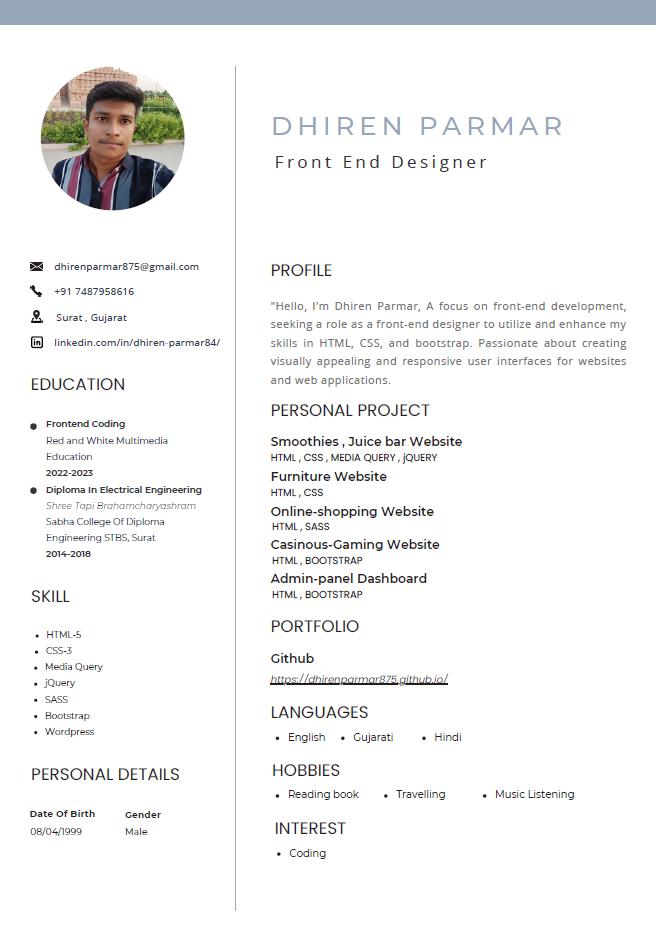 DHIREN PARMAR
Front End Designer
dhirenparmar875@gmail.com
+91 7487958616
Surat , Gujarat
linkedin.com/in/dhiren-parmar84/
EDUCATION
Frontend Coding
Red and White Multimedia
Education
2022-2023
Diploma In Electrical Engineering
Shree Tapi Brahamcharyashram
Sabha College Of Diploma
Engineering STBS, Surat
2014-2018
SKILL
HTML-5
CSS-3
Media Query
jQuery
SASS
Bootstrap
Wordpress
PERSONAL DETAILS
Date Of Birth Gender
08/04/1999 Male
PROFILE
"Hello, I'm Dhiren Parmar, A focus on front-end development,
seeking a role as a front-end designer to utilize and enhance my
skills in HTML, CSS, and bootstrap. Passionate about creating
visually appealing and responsive user interfaces for websites
and web applications.
PERSONAL PROJECT
Smoothies , Juice bar Website
HTML , CSS , MEDIA QUERY , jQUERY
Furniture Website
HTML , CSS
Online-shopping Website
HTML , SASS
Casinous-Gaming Website
HTML , BOOTSTRAP
Admin-panel Dashboard
HTML , BOOTSTRAP
PORTFOLIO
Github
https://dhirenparmar875.github.io/
LANGUAGES
English Gujarati Hindi
HOBBIES
Reading book Travelling Music Listening
INTEREST
Coding